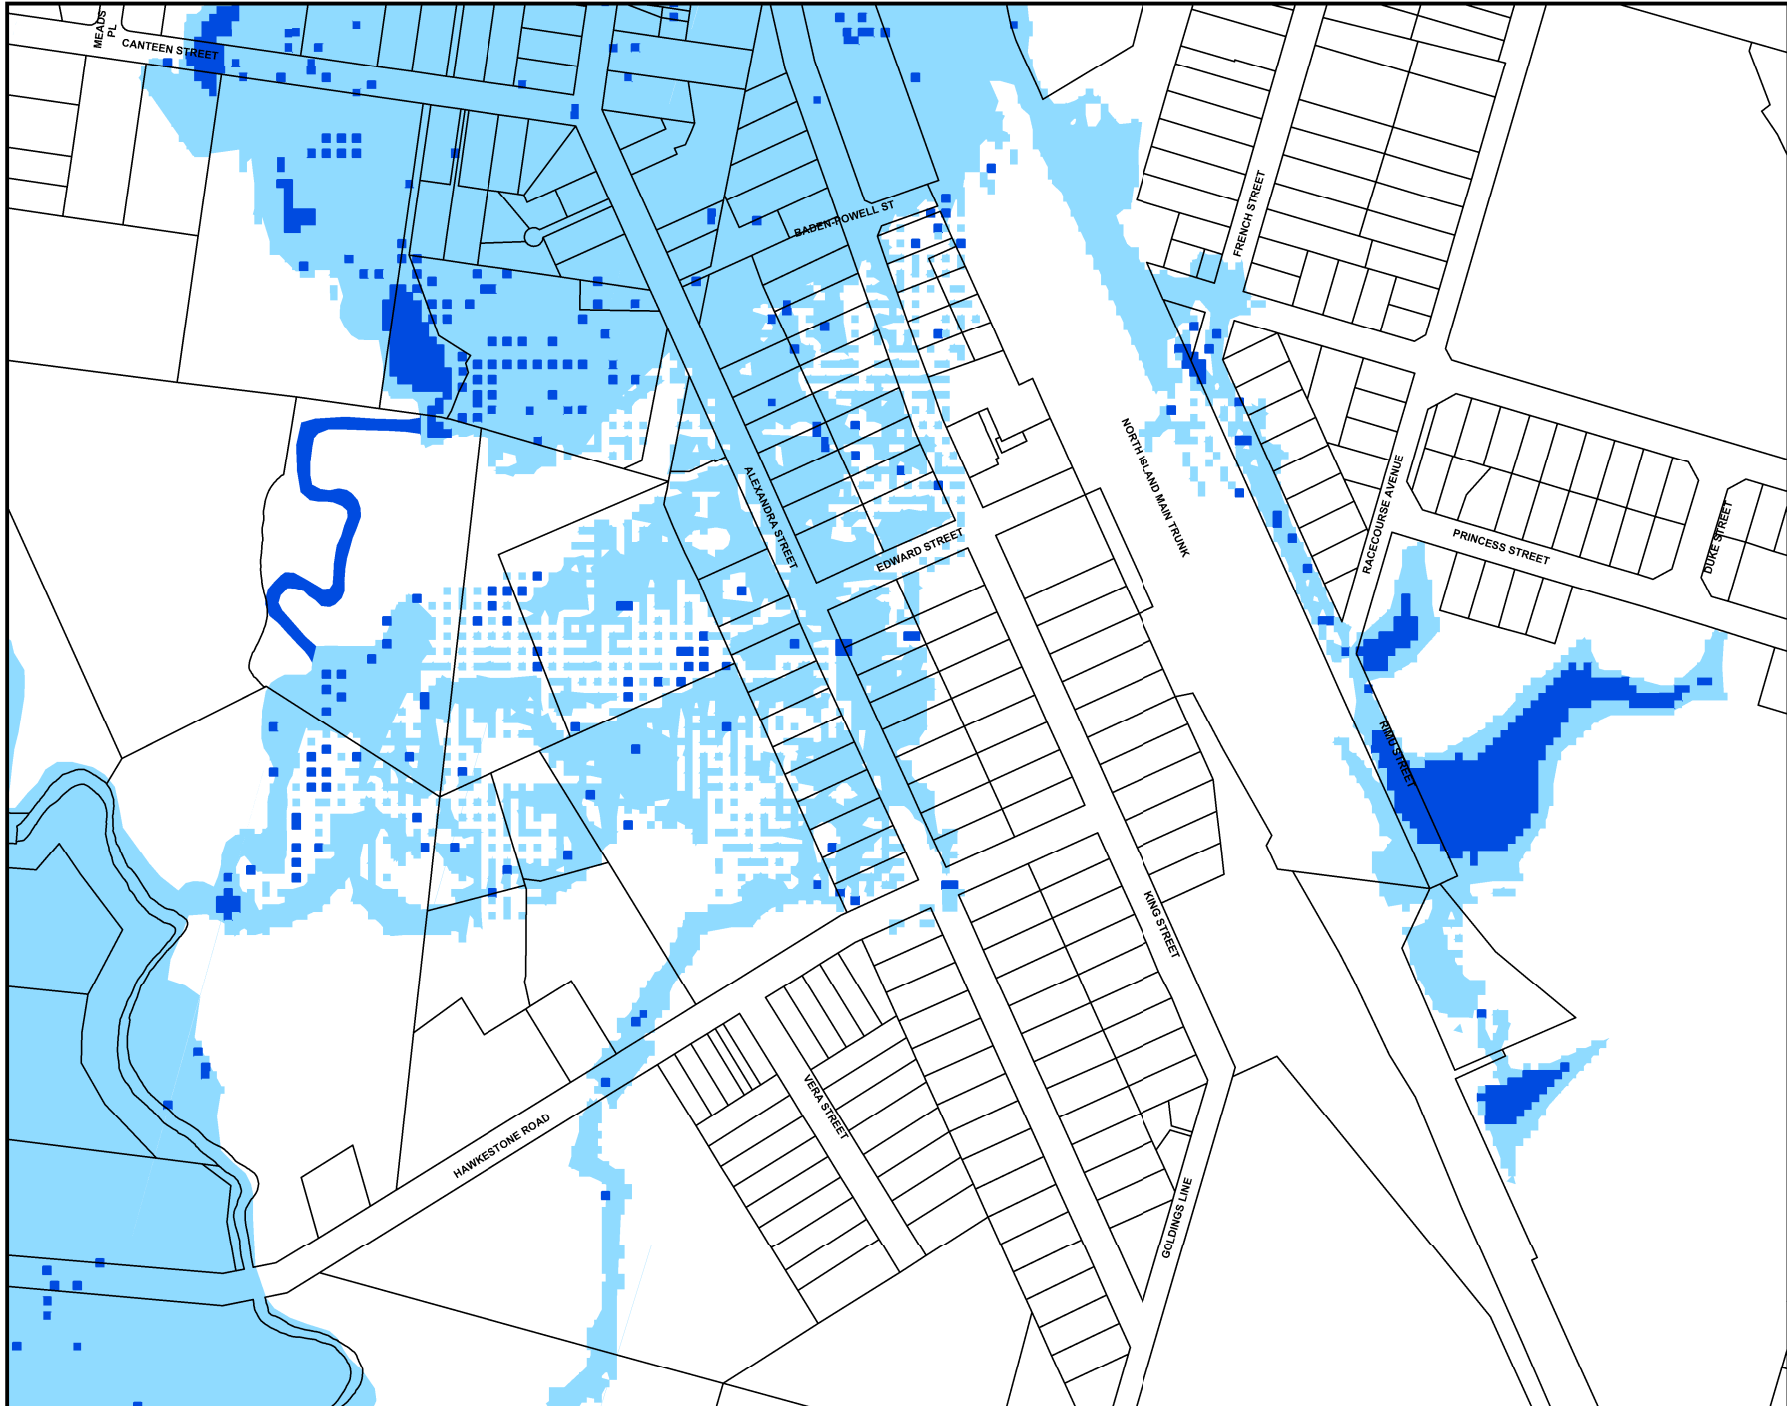 MEADS
PL
CANTEEN STREET
BADEN-POWELL ST
FRENCH STREET
NORTH ISLAND MAIN TRUNK
ALEXANDRA STREET
EDWARD STREET
RACECOURSE AVENUE
PRINCESS STREET
DUKE STREET
RIMU STREET
KING STREET
VERA STREET
HAWKESTONE ROAD
GOLDINGS LINE